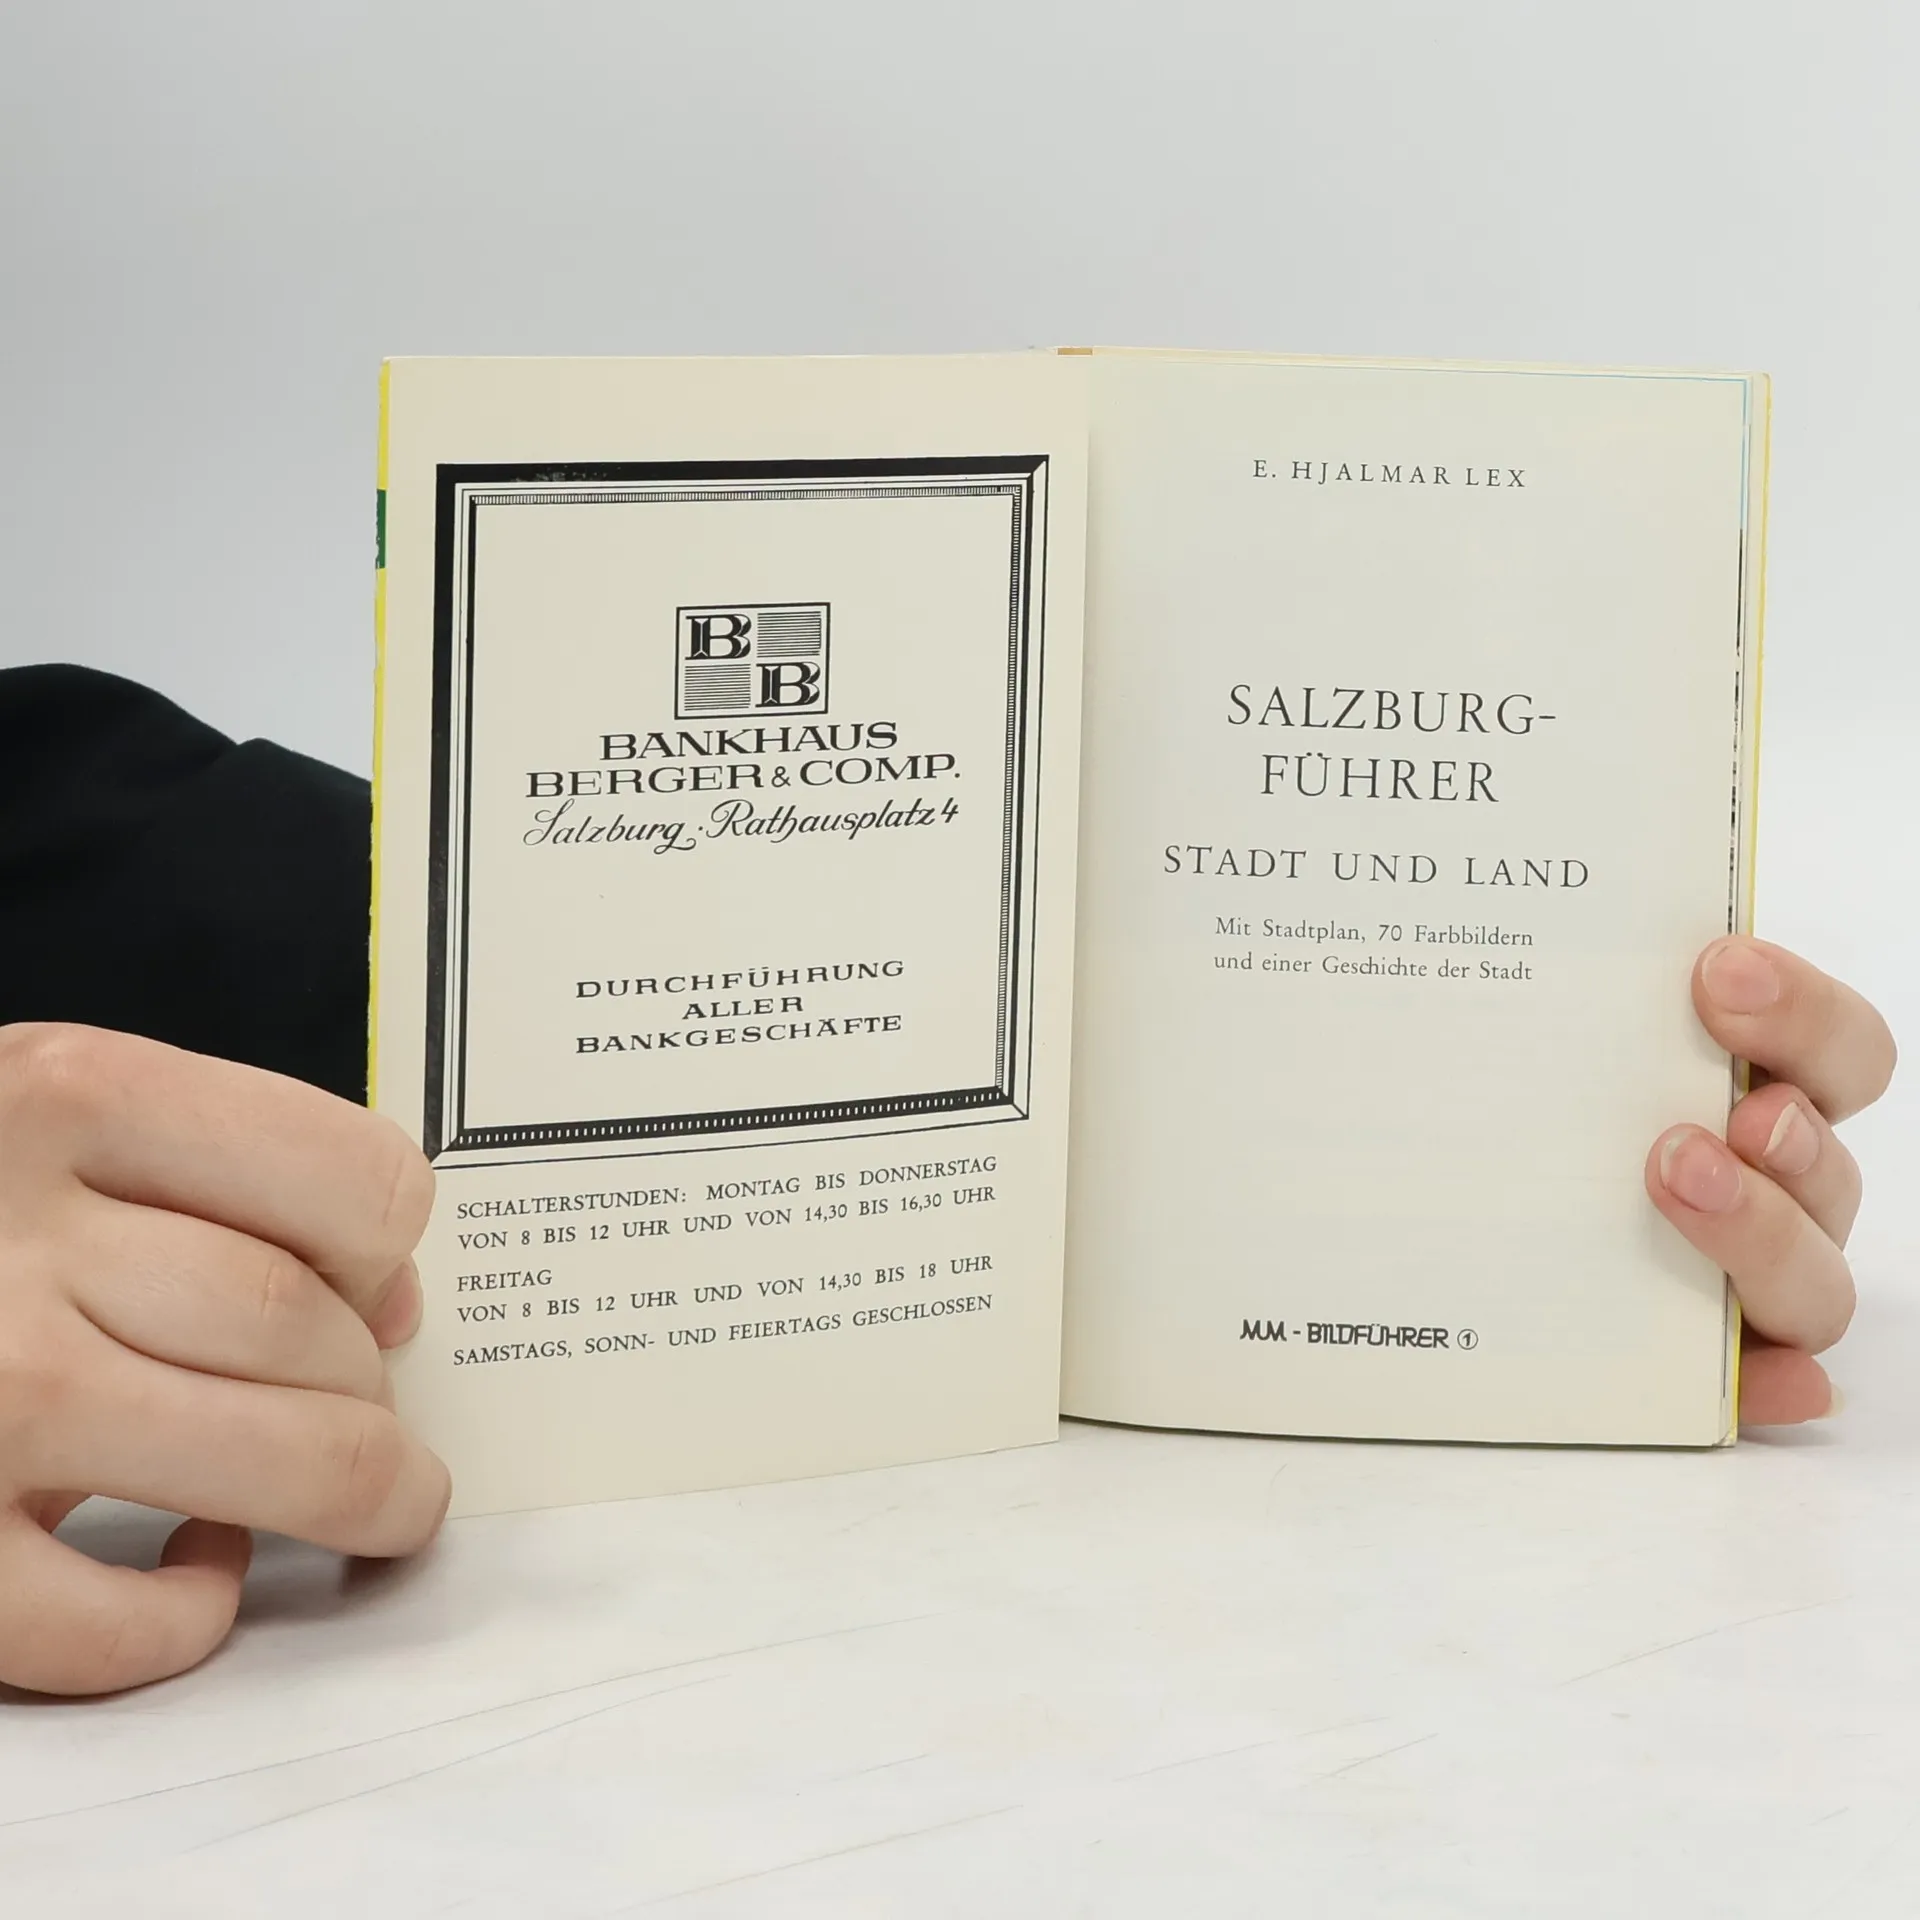 B
B
BANKHAUS
BERGER & COMP.
Salzburg · Rathausplatz 4
DURCHFÜHRUNG
ALLER
BANKGESCHÄFTE
SCHALTERSTUNDEN: MONTAG BIS DONNERSTAG
VON 8 BIS 12 UHR UND VON 14,30 BIS 16,30 UHR
FREITAG
VON 8 BIS 12 UHR UND VON 14,30 BIS 18 UHR
SAMSTAGS, SONN- UND FEIERTAGS GESCHLOSSEN
E. HJALMAR LEX
SALZBURG-
FÜHRER
STADT UND LAND
Mit Stadtplan, 70 Farbbildern
und einer Geschichte der Stadt
MM - BILDFÜHRER ①